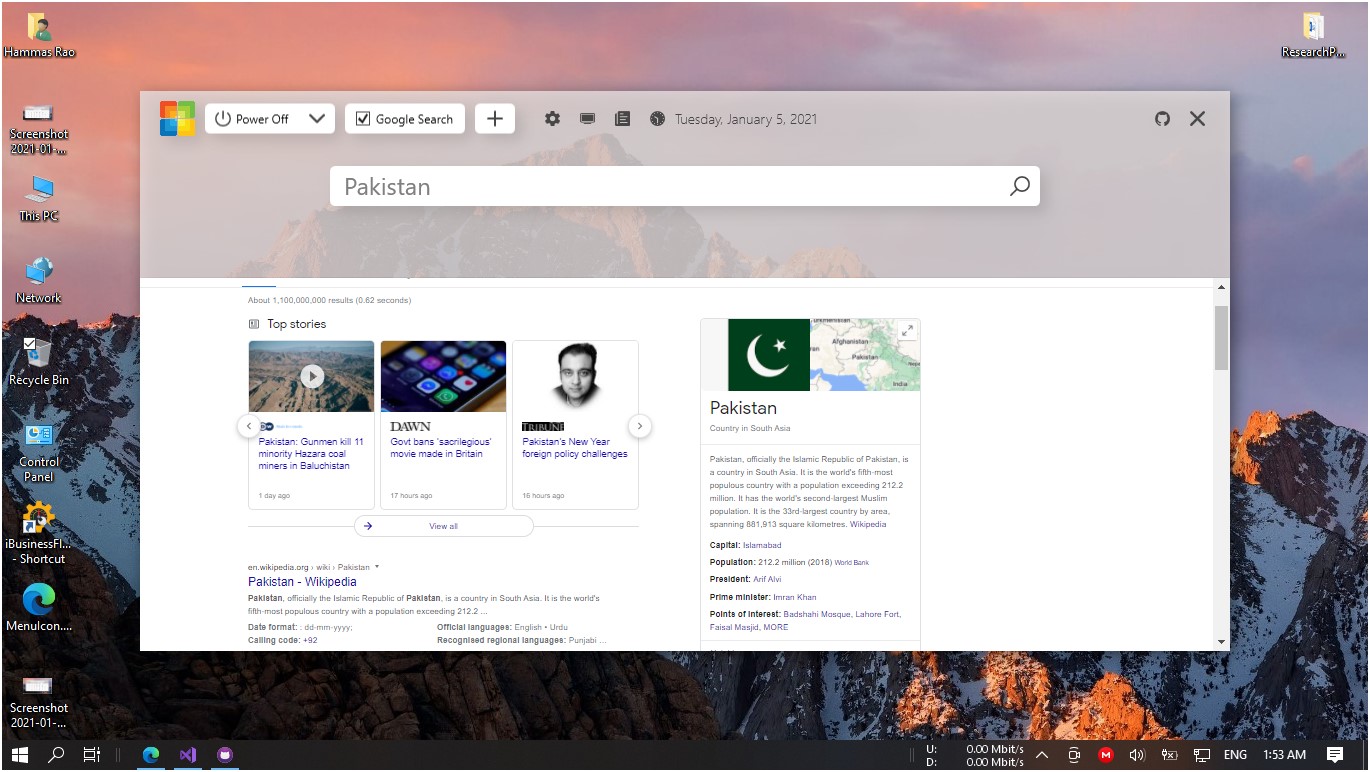 Hammas Rao
Screenshot
2021-01-...
This PC
Network
Recycle Bin
Control
Panel
iBusinessFl...
- Shortcut
MenuIcon....
Screenshot
2021-01-...
ResearchP...
Power Off
Google Search
Tuesday, January 5, 2021
Pakistan
About 1,100,000,000 results (0.62 seconds)
Top stories
Pakistan: Gunmen kill 11
minority Hazara coal
miners in Baluchistan
1 day ago
DAWN
Govt bans 'sacrilegious'
movie made in Britain
17 hours ago
TRIBUNE
Pakistan's New Year
foreign policy challenges
16 hours ago
View all
en.wikipedia.org › wiki › Pakistan
Pakistan - Wikipedia
Pakistan, officially the Islamic Republic of Pakistan, is a country in South Asia. It is the world's
fifth-most populous country with a population exceeding 212.2 ...
Date format: : dd-mm-yyyy;
Official languages: English • Urdu
Calling code: +92
Recognised regional languages: Punjabi ...
Afghanistan
Pakistan
India
Pakistan
Country in South Asia
Pakistan, officially the Islamic Republic of Pakistan, is
a country in South Asia. It is the world's fifth-most
populous country with a population exceeding 212.2
million. It has the world's second-largest Muslim
population. It is the 33rd-largest country by area,
spanning 881,913 square kilometres. Wikipedia
Capital: Islamabad
Population: 212.2 million (2018) World Bank
President: Arif Alvi
Prime minister: Imran Khan
Points of interest: Badshahi Mosque, Lahore Fort,
Faisal Masjid, MORE
U: 0.00 Mbit/s
D: 0.00 Mbit/s
ENG
1:53 AM